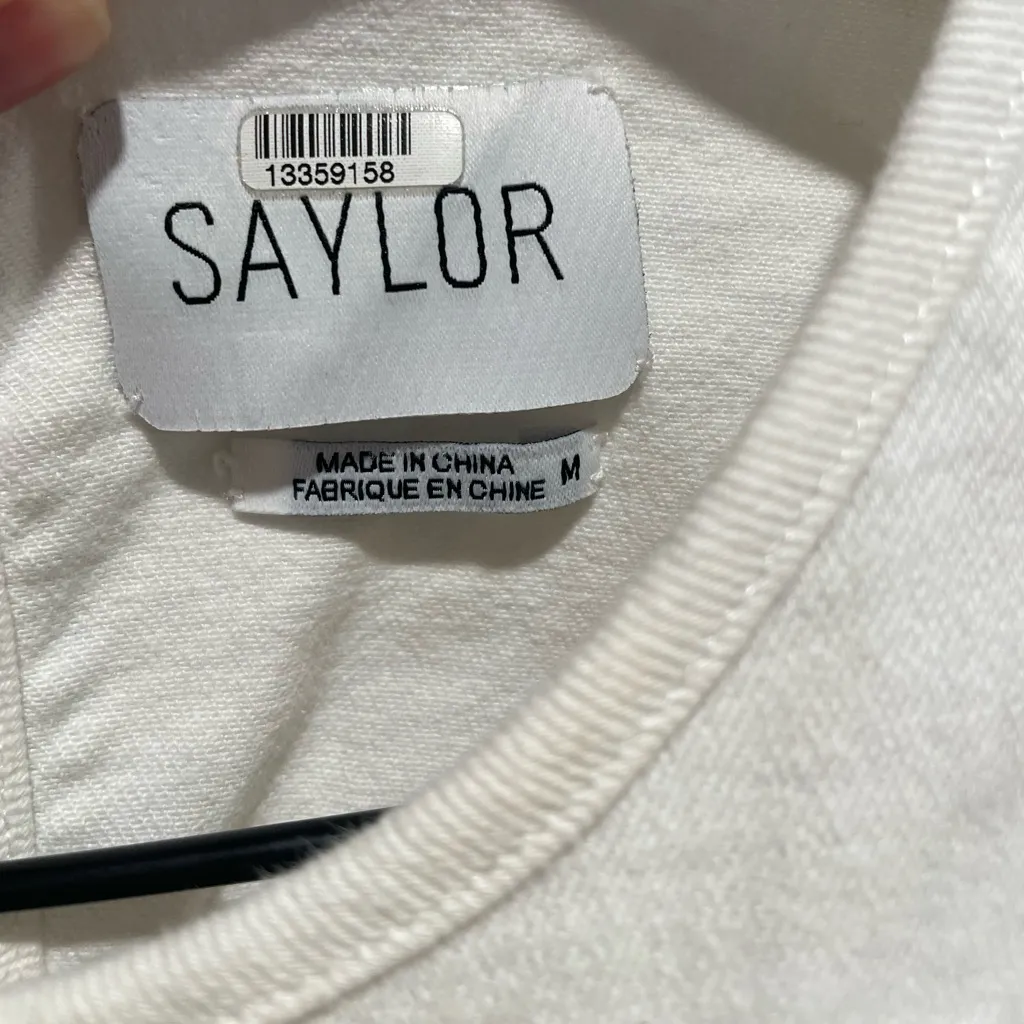 13359158
SAYLOR
MADE IN CHINA
FABRIQUE EN CHINE
M